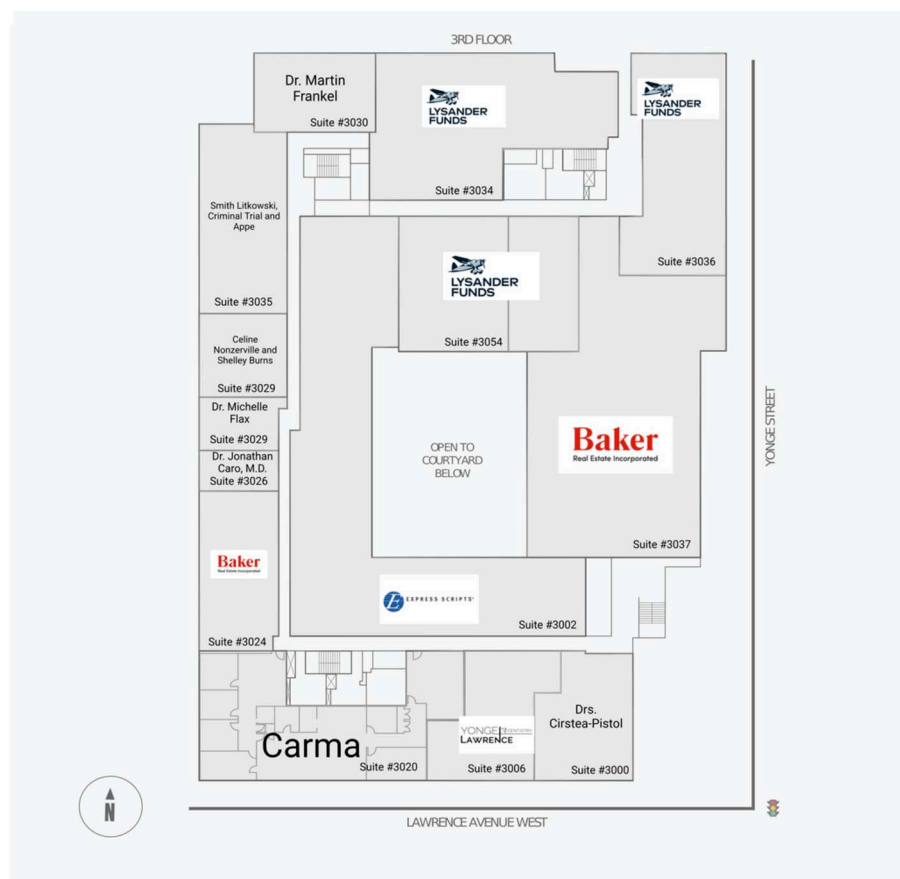 3RD FLOOR
Dr. Martin
Frankel
Suite #3030
LYSANDER
FUNDS
Suite #3034
LYSANDER
FUNDS
Suite #3036
Smith Litkowski,
Criminal Trial and
Appe
Suite #3035
LYSANDER
FUNDS
Suite #3054
Celine
Nonzerville and
Shelley Burns
Suite #3029
Dr. Michelle
Flax
Suite #3029
Dr. Jonathan
Caro, M.D.
Suite #3026
OPEN TO
COURTYARD
BELOW
Baker
Real Estate Incorporated
Suite #3037
YONGE STREET
Baker
Real Estate Incorporated
Suite #3024
E EXPRESS SCRIPTS®
Suite #3002
Carma
Suite #3020
YONGE
LAWRENCE
Suite #3006
Drs.
Cirstea-Pistol
Suite #3000
N
LAWRENCE AVENUE WEST